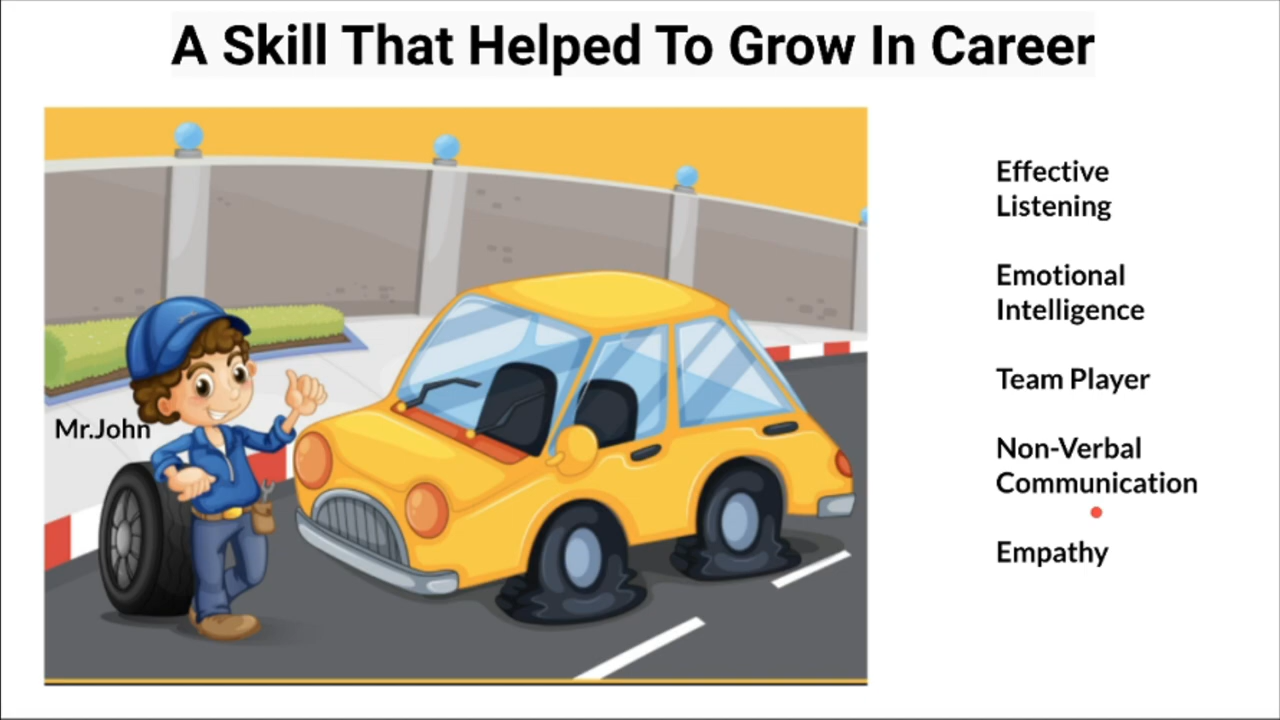 A Skill That Helped To Grow In Career
Mr.John
Effective
Listening
Emotional
Intelligence
Team Player
Non-Verbal
Communication
Empathy